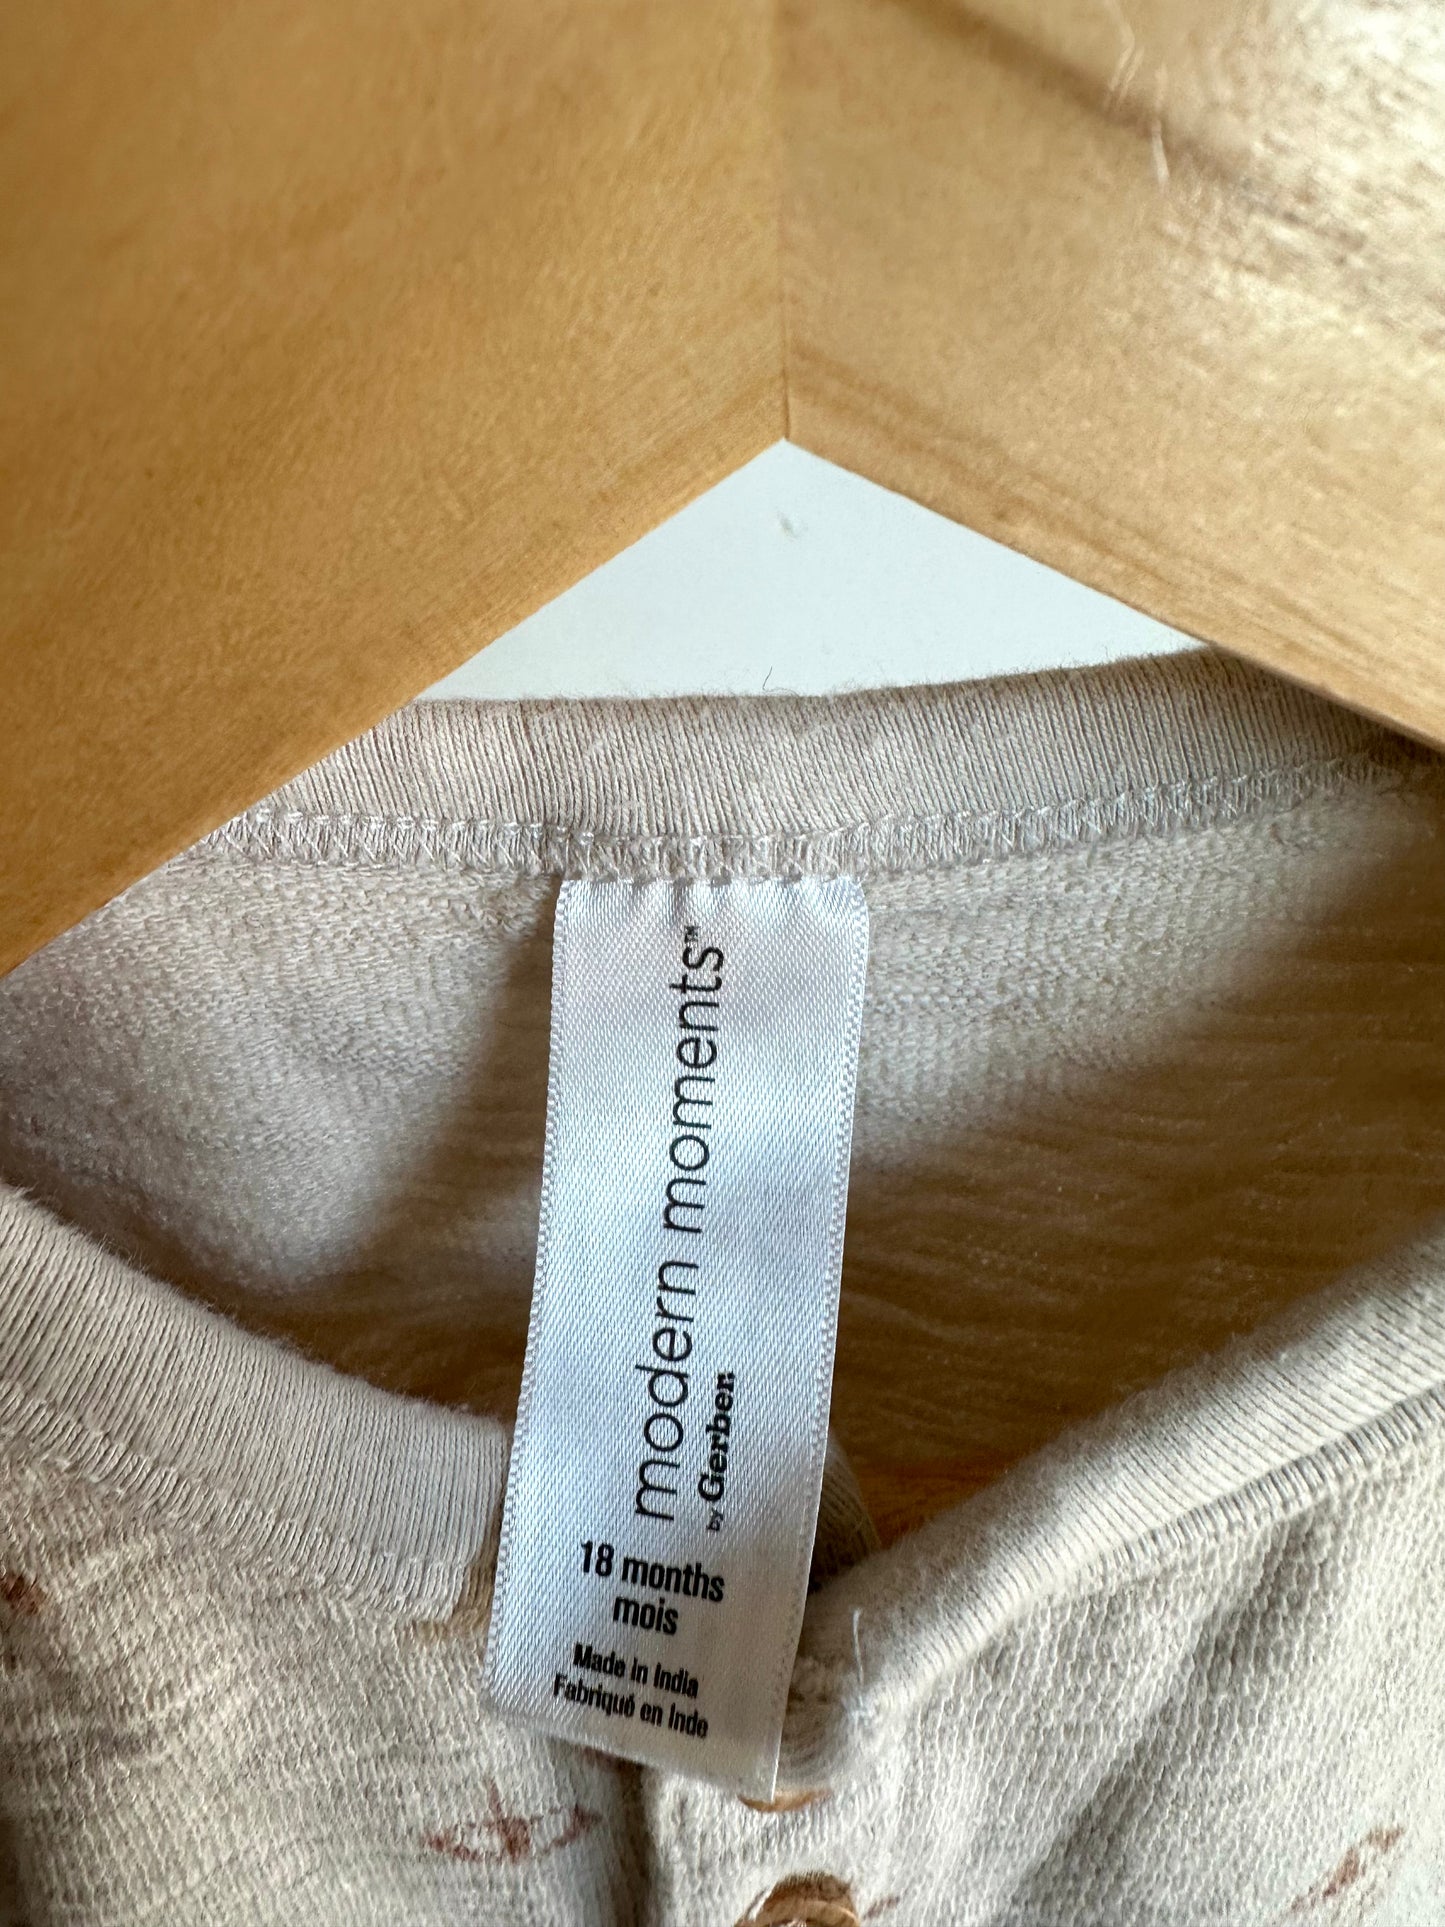 modern moments™
by Gerber.
18 months
mois
Made in India
Fabriqué en Inde